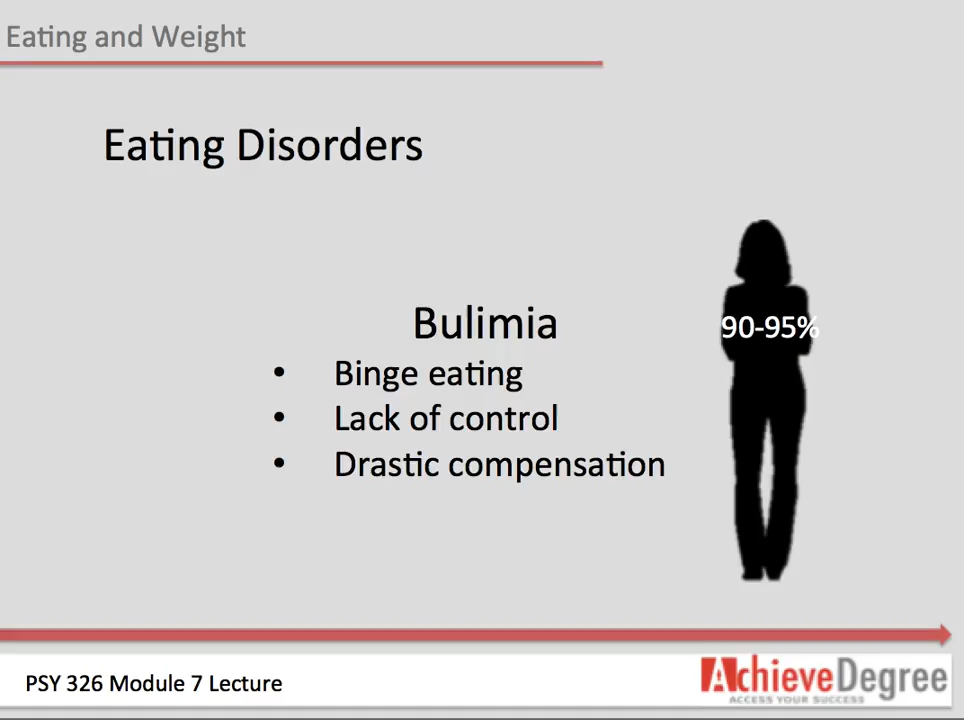 Eating and Weight
Eating Disorders
Bulimia
90-95%
• Binge eating
• Lack of control
• Drastic compensation
PSY 326 Module 7 Lecture
AchieveDegree
ACCESS YOUR SUCCESS